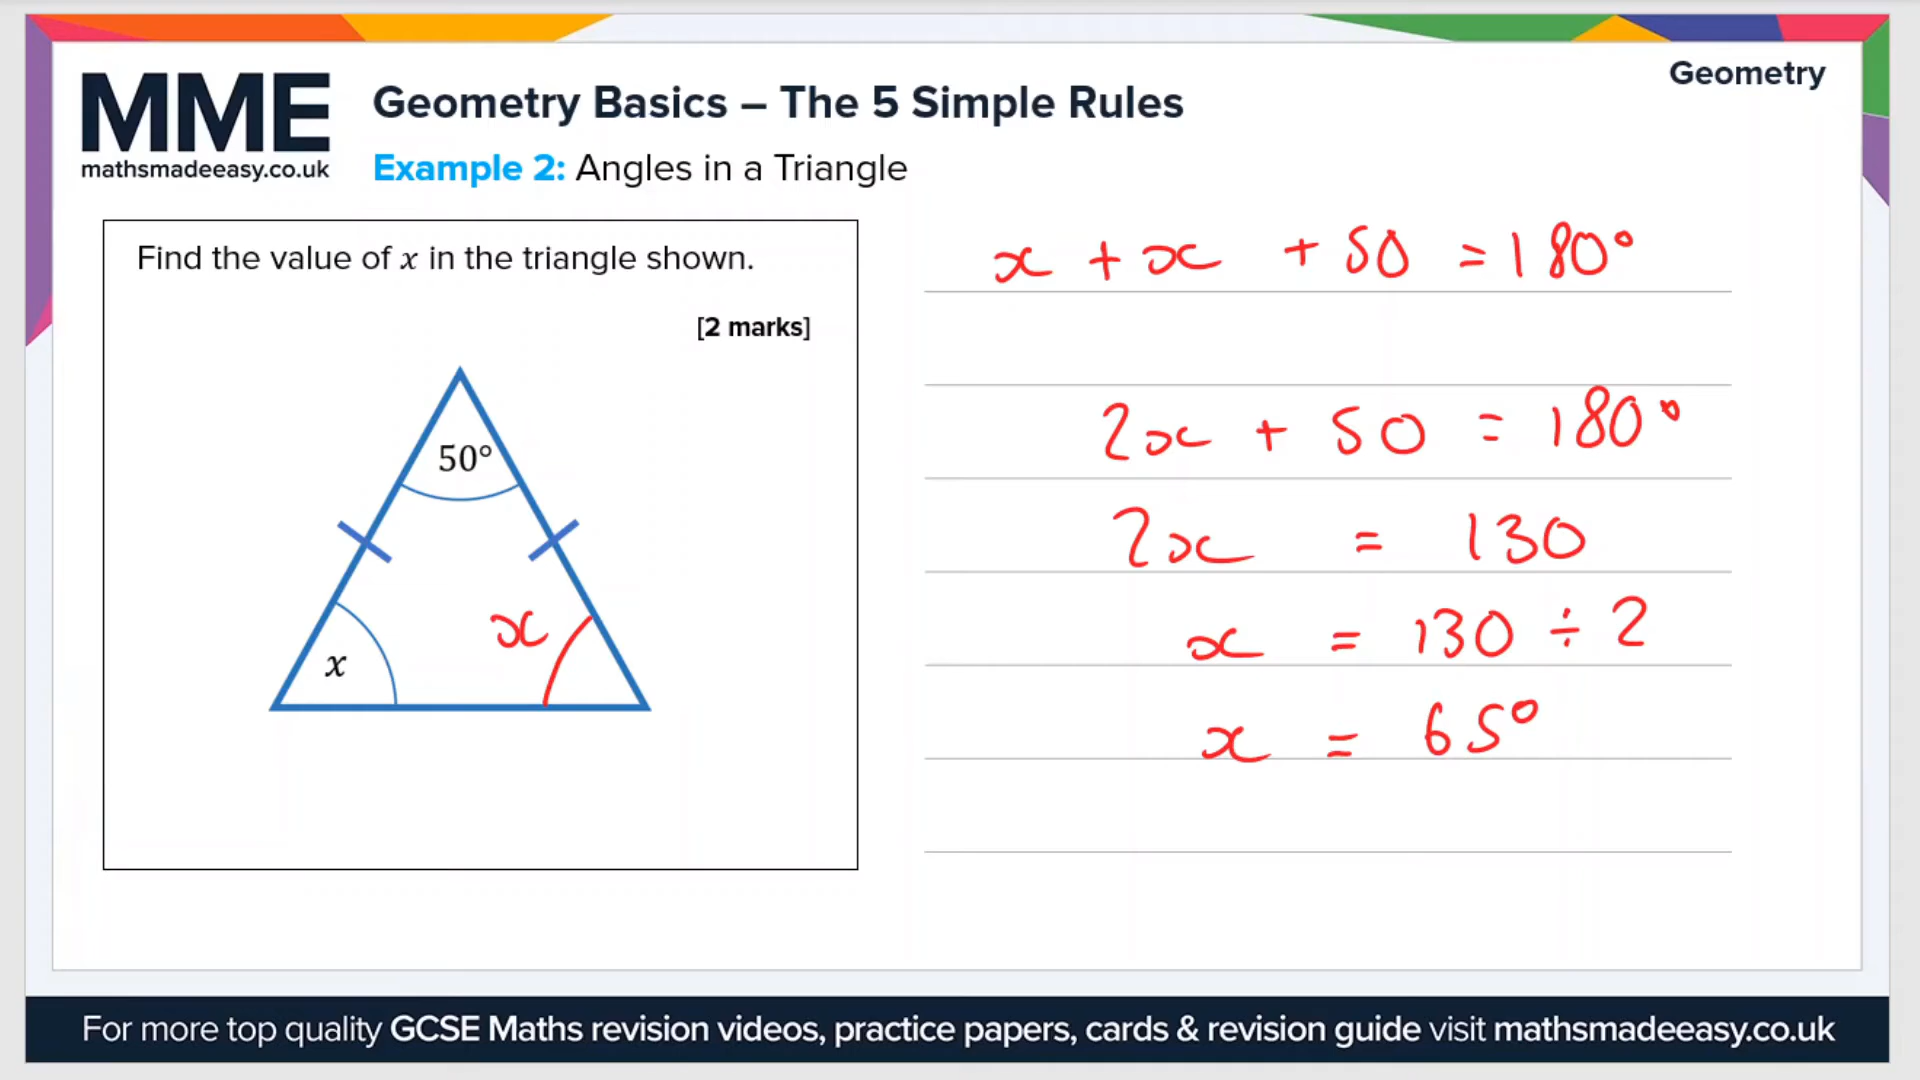 Geometry
MME
mathsmadeeasy.co.uk
Geometry Basics – The 5 Simple Rules
Example 2: Angles in a Triangle
Find the value of x in the triangle shown.
[2 marks]
50°
x
x
x + x + 50 = 180°
2x + 50 = 180°
2x = 130
x = 130 ÷ 2
x = 65°
For more top quality GCSE Maths revision videos, practice papers, cards & revision guide visit mathsmadeeasy.co.uk